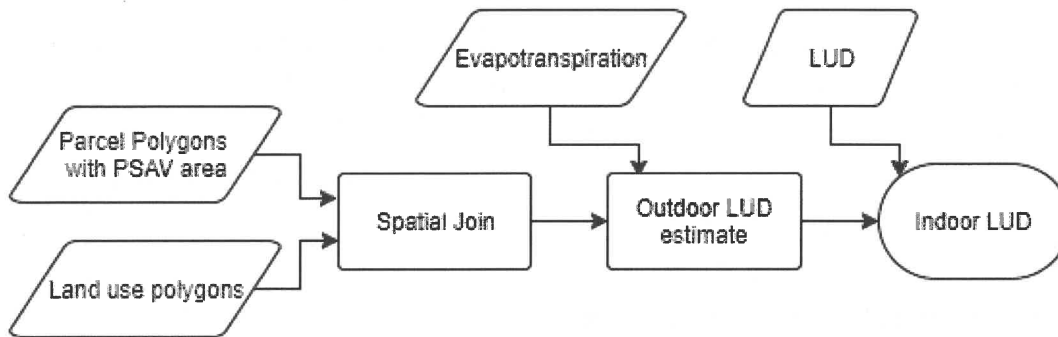 Evapotranspiration
LUD
Parcel Polygons
with PSAV area
Spatial Join
Outdoor LUD
estimate
Indoor LUD
Land use polygons